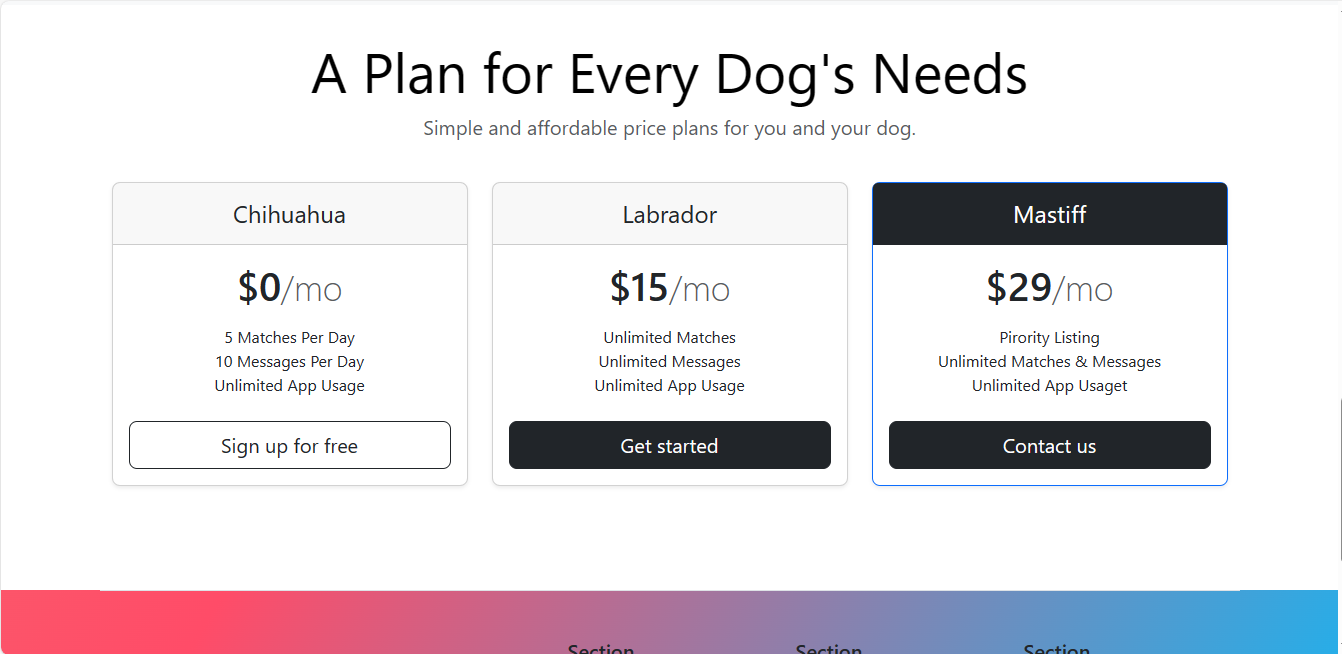 A Plan for Every Dog's Needs
Simple and affordable price plans for you and your dog.
Chihuahua
$0/mo
5 Matches Per Day
10 Messages Per Day
Unlimited App Usage
Sign up for free
Labrador
$15/mo
Unlimited Matches
Unlimited Messages
Unlimited App Usage
Get started
Mastiff
$29/mo
Pirority Listing
Unlimited Matches & Messages
Unlimited App Usaget
Contact us
Section
Section
Section